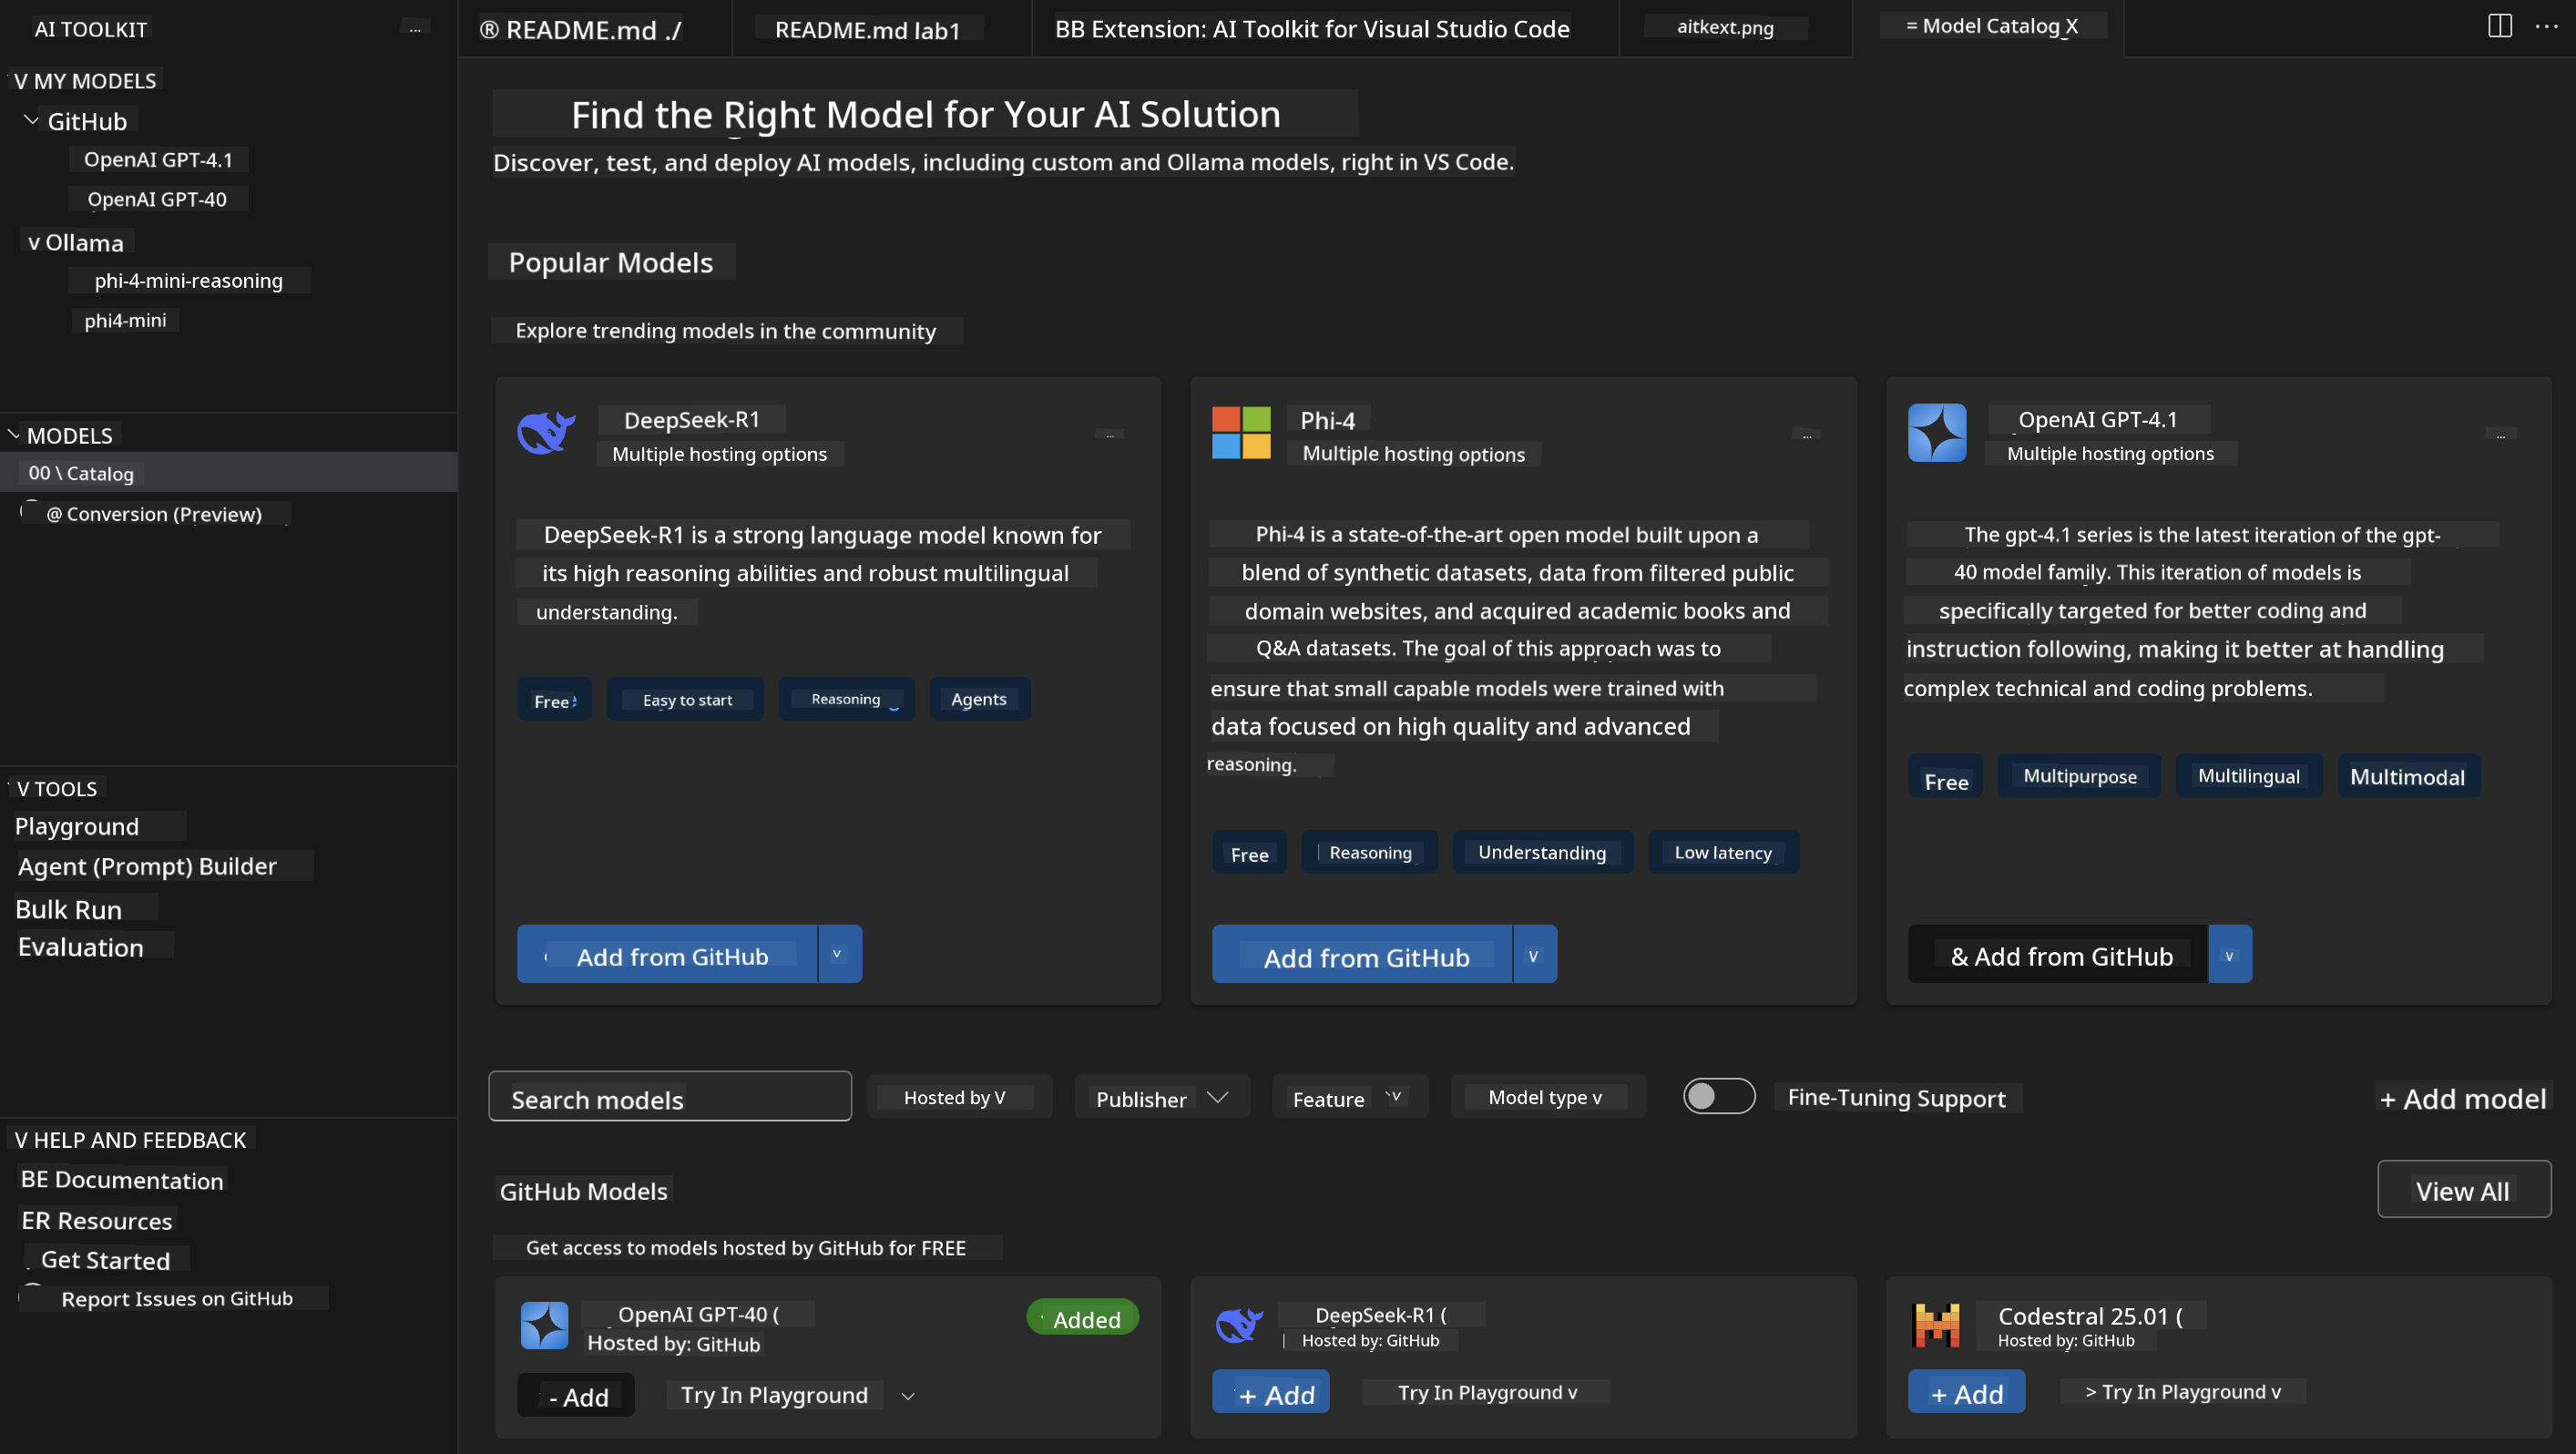 AI TOOLKIT
...
® README.md ./
README.md lab1
BB Extension: AI Toolkit for Visual Studio Code
aitkext.png
= Model Catalog X
...
V MY MODELS
GitHub
OpenAI GPT-4.1
OpenAI GPT-40
v Ollama
phi-4-mini-reasoning
phi4-mini
MODELS
00 \ Catalog
@ Conversion (Preview)
V TOOLS
Playground
Agent (Prompt) Builder
Bulk Run
Evaluation
V HELP AND FEEDBACK
BE Documentation
ER Resources
Get Started
Report Issues on GitHub
Find the Right Model for Your AI Solution
Discover, test, and deploy AI models, including custom and Ollama models, right in VS Code.
Popular Models
Explore trending models in the community
DeepSeek-R1
...
Multiple hosting options
DeepSeek-R1 is a strong language model known for
its high reasoning abilities and robust multilingual
understanding.
Free
Easy to start
Reasoning
Agents
Add from GitHub
v
Phi-4
...
Multiple hosting options
Phi-4 is a state-of-the-art open model built upon a
blend of synthetic datasets, data from filtered public
domain websites, and acquired academic books and
Q&A datasets. The goal of this approach was to
ensure that small capable models were trained with
data focused on high quality and advanced
reasoning.
Free
Reasoning
Understanding
Low latency
Add from GitHub
V
OpenAI GPT-4.1
...
Multiple hosting options
The gpt-4.1 series is the latest iteration of the gpt-
40 model family. This iteration of models is
specifically targeted for better coding and
instruction following, making it better at handling
complex technical and coding problems.
Free
Multipurpose
Multilingual
Multimodal
& Add from GitHub
v
Search models
Hosted by V
Publisher
Feature v
Model type v
Fine-Tuning Support
+ Add model
GitHub Models
View All
Get access to models hosted by GitHub for FREE
OpenAI GPT-40 (
Added
Hosted by: GitHub
- Add
Try In Playground
DeepSeek-R1 (
Hosted by: GitHub
+ Add
Try In Playground v
Codestral 25.01 (
Hosted by: GitHub
+ Add
> Try In Playground v